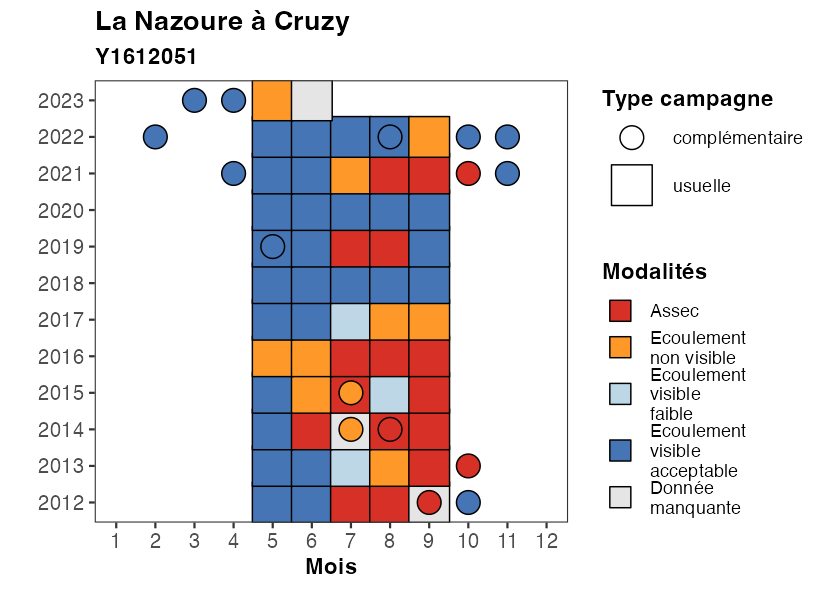 La Nazoure à Cruzy
Y1612051
2023
2022
2021
2020
2019
2018
2017
2016
2015
2014
2013
2012
1 2 3 4 5 6 7 8 9 10 11 12
Mois
Type campagne
complémentaire
usuelle
Modalités
Assec
Ecoulement
non visible
Ecoulement
visible
faible
Ecoulement
visible
acceptable
Donnée
manquante